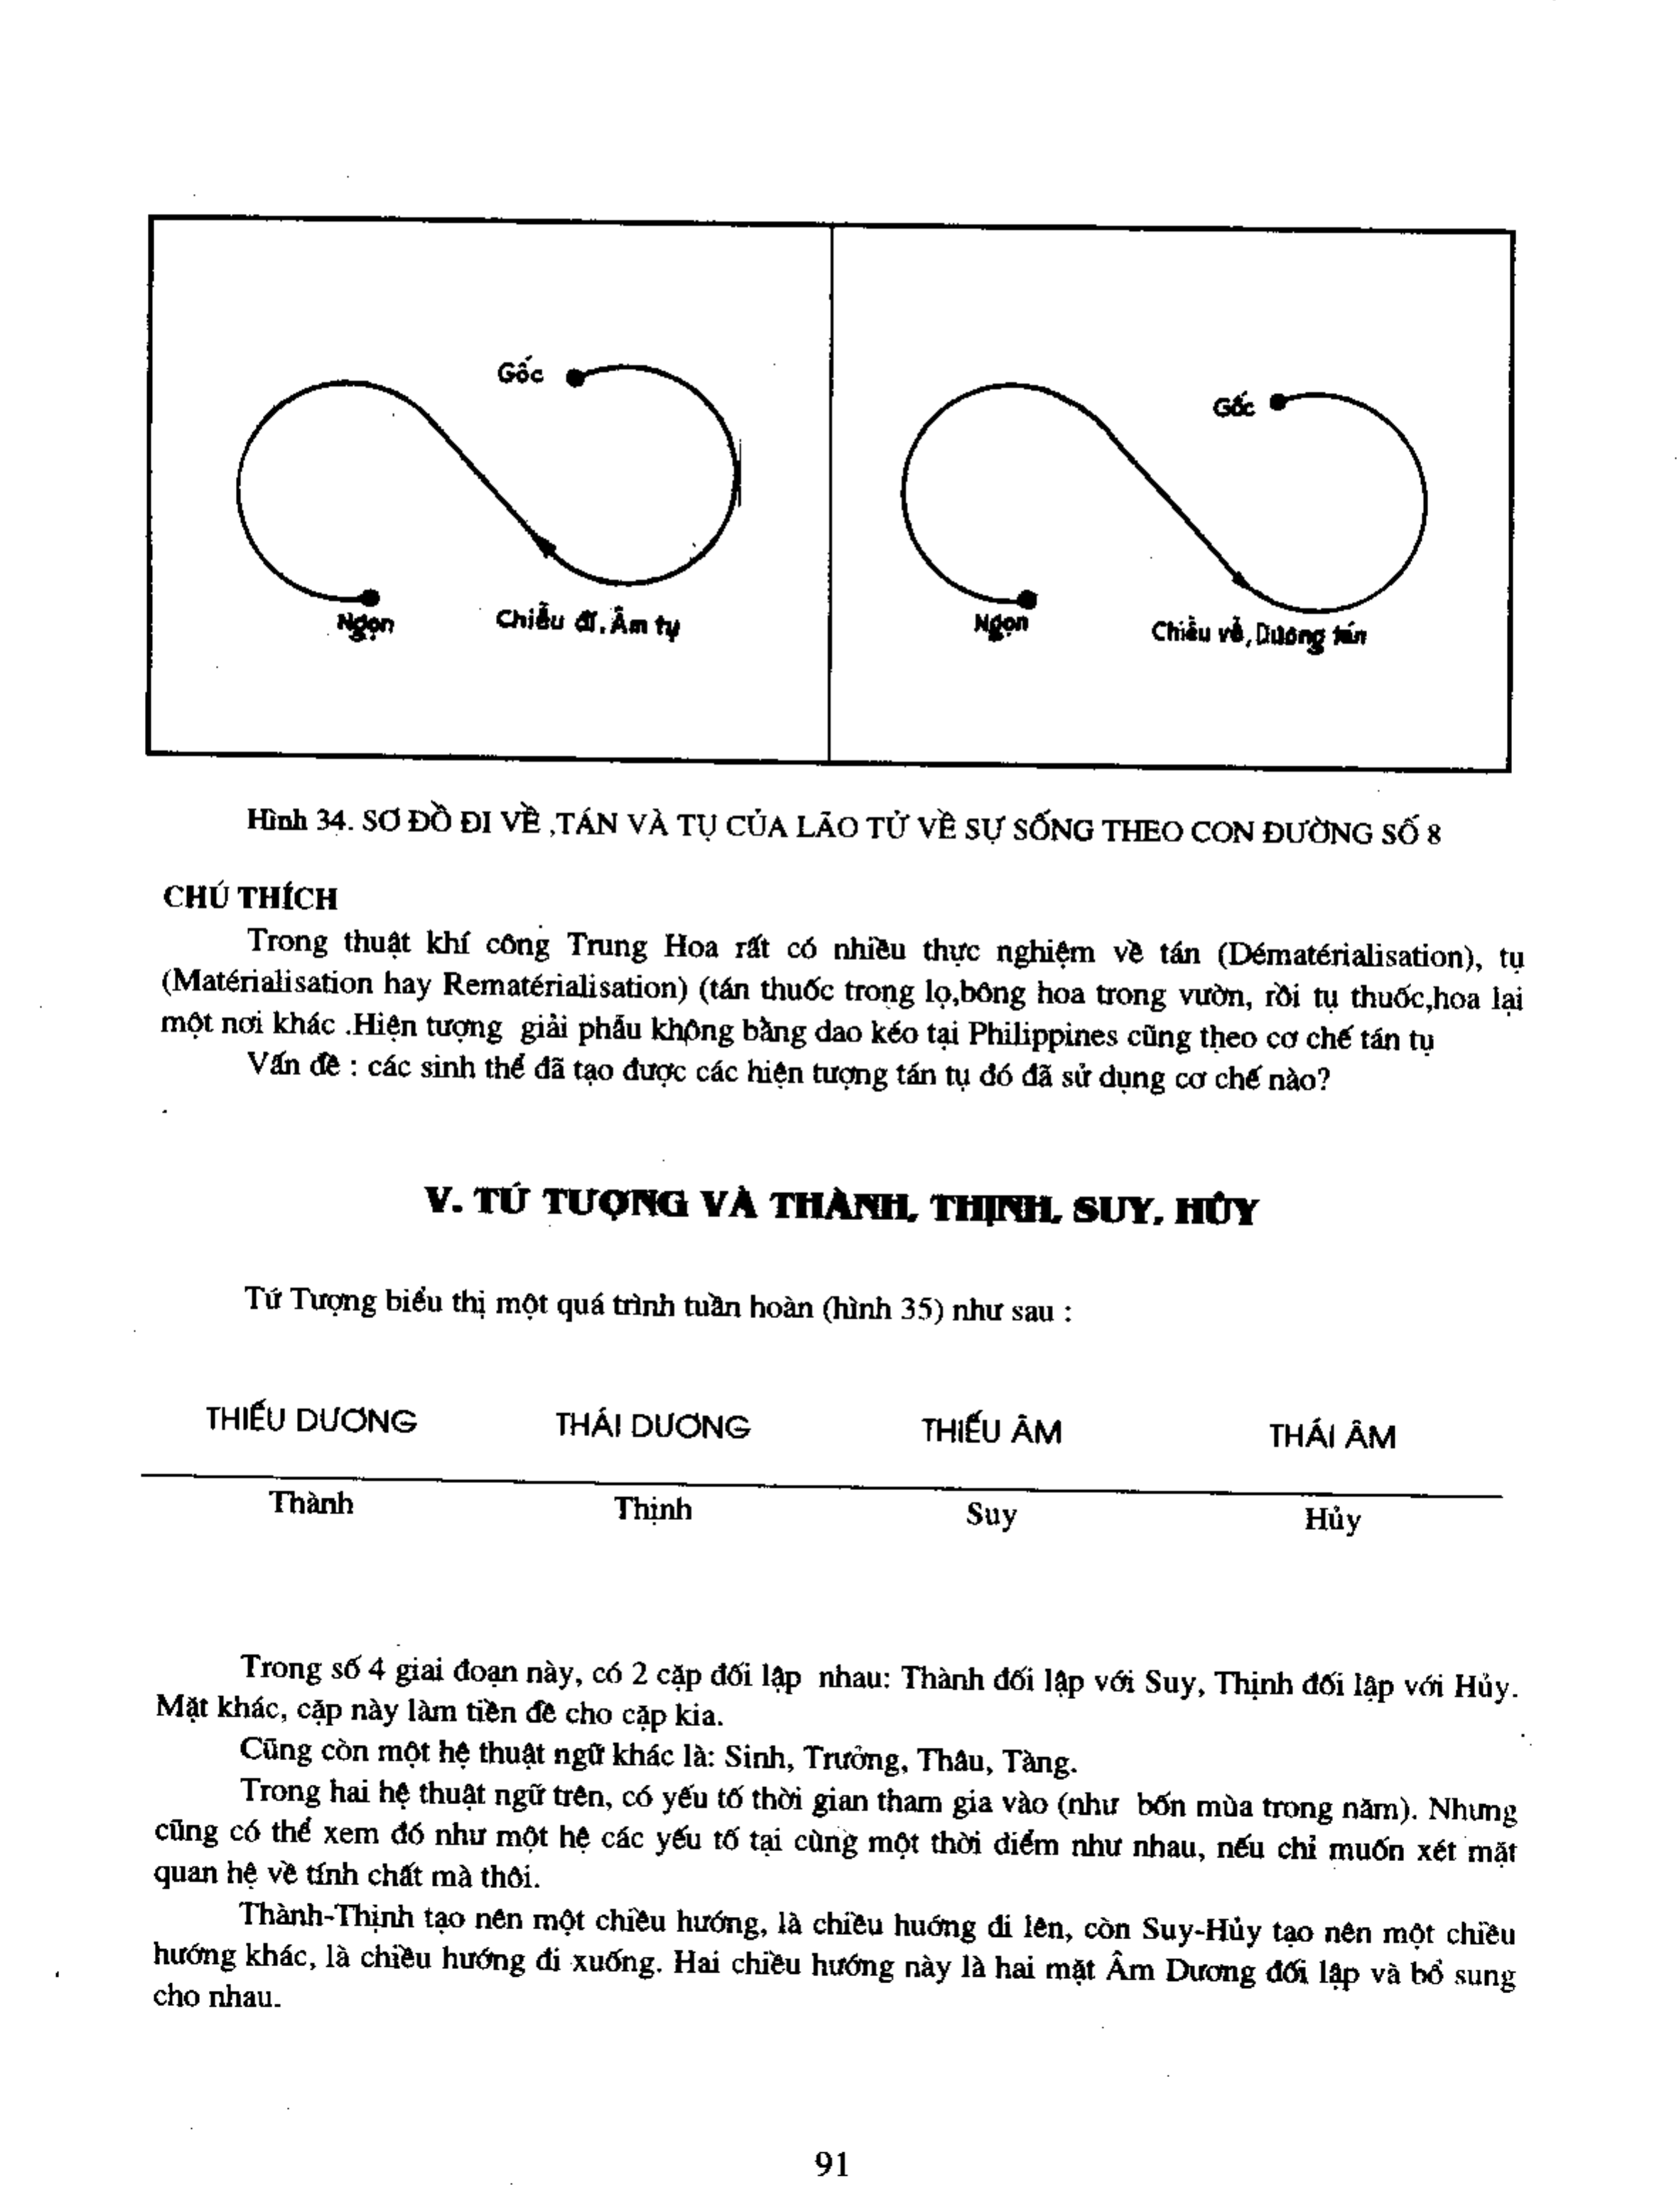 Gốc
Ngọn
Chiều đi, Âm tụ
Gốc
Ngọn
Chiều về, Dương tán
Hình 34. SƠ ĐỒ ĐI VỀ ,TÁN VÀ TỤ CỦA LÃO TỬ VỀ SỰ SỐNG THEO CON ĐƯỜNG SỐ 8
CHÚ THÍCH
Trong thuật khí công Trung Hoa rất có nhiều thực nghiệm về tán (Dématérialisation), tụ
(Matérialisation hay Rematérialisation) (tán thuốc trong lọ,bông hoa trong vườn, rồi tụ thuốc,hoa lại
một nơi khác .Hiện tượng giải phẫu không bằng dao kéo tại Philippines cũng theo cơ chế tán tụ
Vấn đề : các sinh thể đã tạo được các hiện tượng tán tụ đó đã sử dụng cơ chế nào?
V. TỨ TƯỢNG VÀ THÀNH, THỊNH, SUY, HỦY
Tứ Tượng biểu thị một quá trình tuần hoàn (hình 35) như sau :
THIẾU DƯƠNG THÁI DƯƠNG THIẾU ÂM THÁI ÂM
Thành Thịnh Suy Hủy
Trong số 4 giai đoạn này, có 2 cặp đối lập nhau: Thành đối lập với Suy, Thịnh đối lập với Hủy.
Mặt khác, cặp này làm tiền đề cho cặp kia.
Cũng còn một hệ thuật ngữ khác là: Sinh, Trưởng, Thâu, Tàng.
Trong hai hệ thuật ngữ trên, có yếu tố thời gian tham gia vào (như bốn mùa trong năm). Nhưng
cũng có thể xem đó như một hệ các yếu tố tại cùng một thời điểm như nhau, nếu chỉ muốn xét mặt
quan hệ về tính chất mà thôi.
Thành-Thịnh tạo nên một chiều hướng, là chiều huớng đi lên, còn Suy-Hủy tạo nên một chiều
hướng khác, là chiều hướng đi xuống. Hai chiều hướng này là hai mặt Âm Dương đối lập và bổ sung
cho nhau.
91